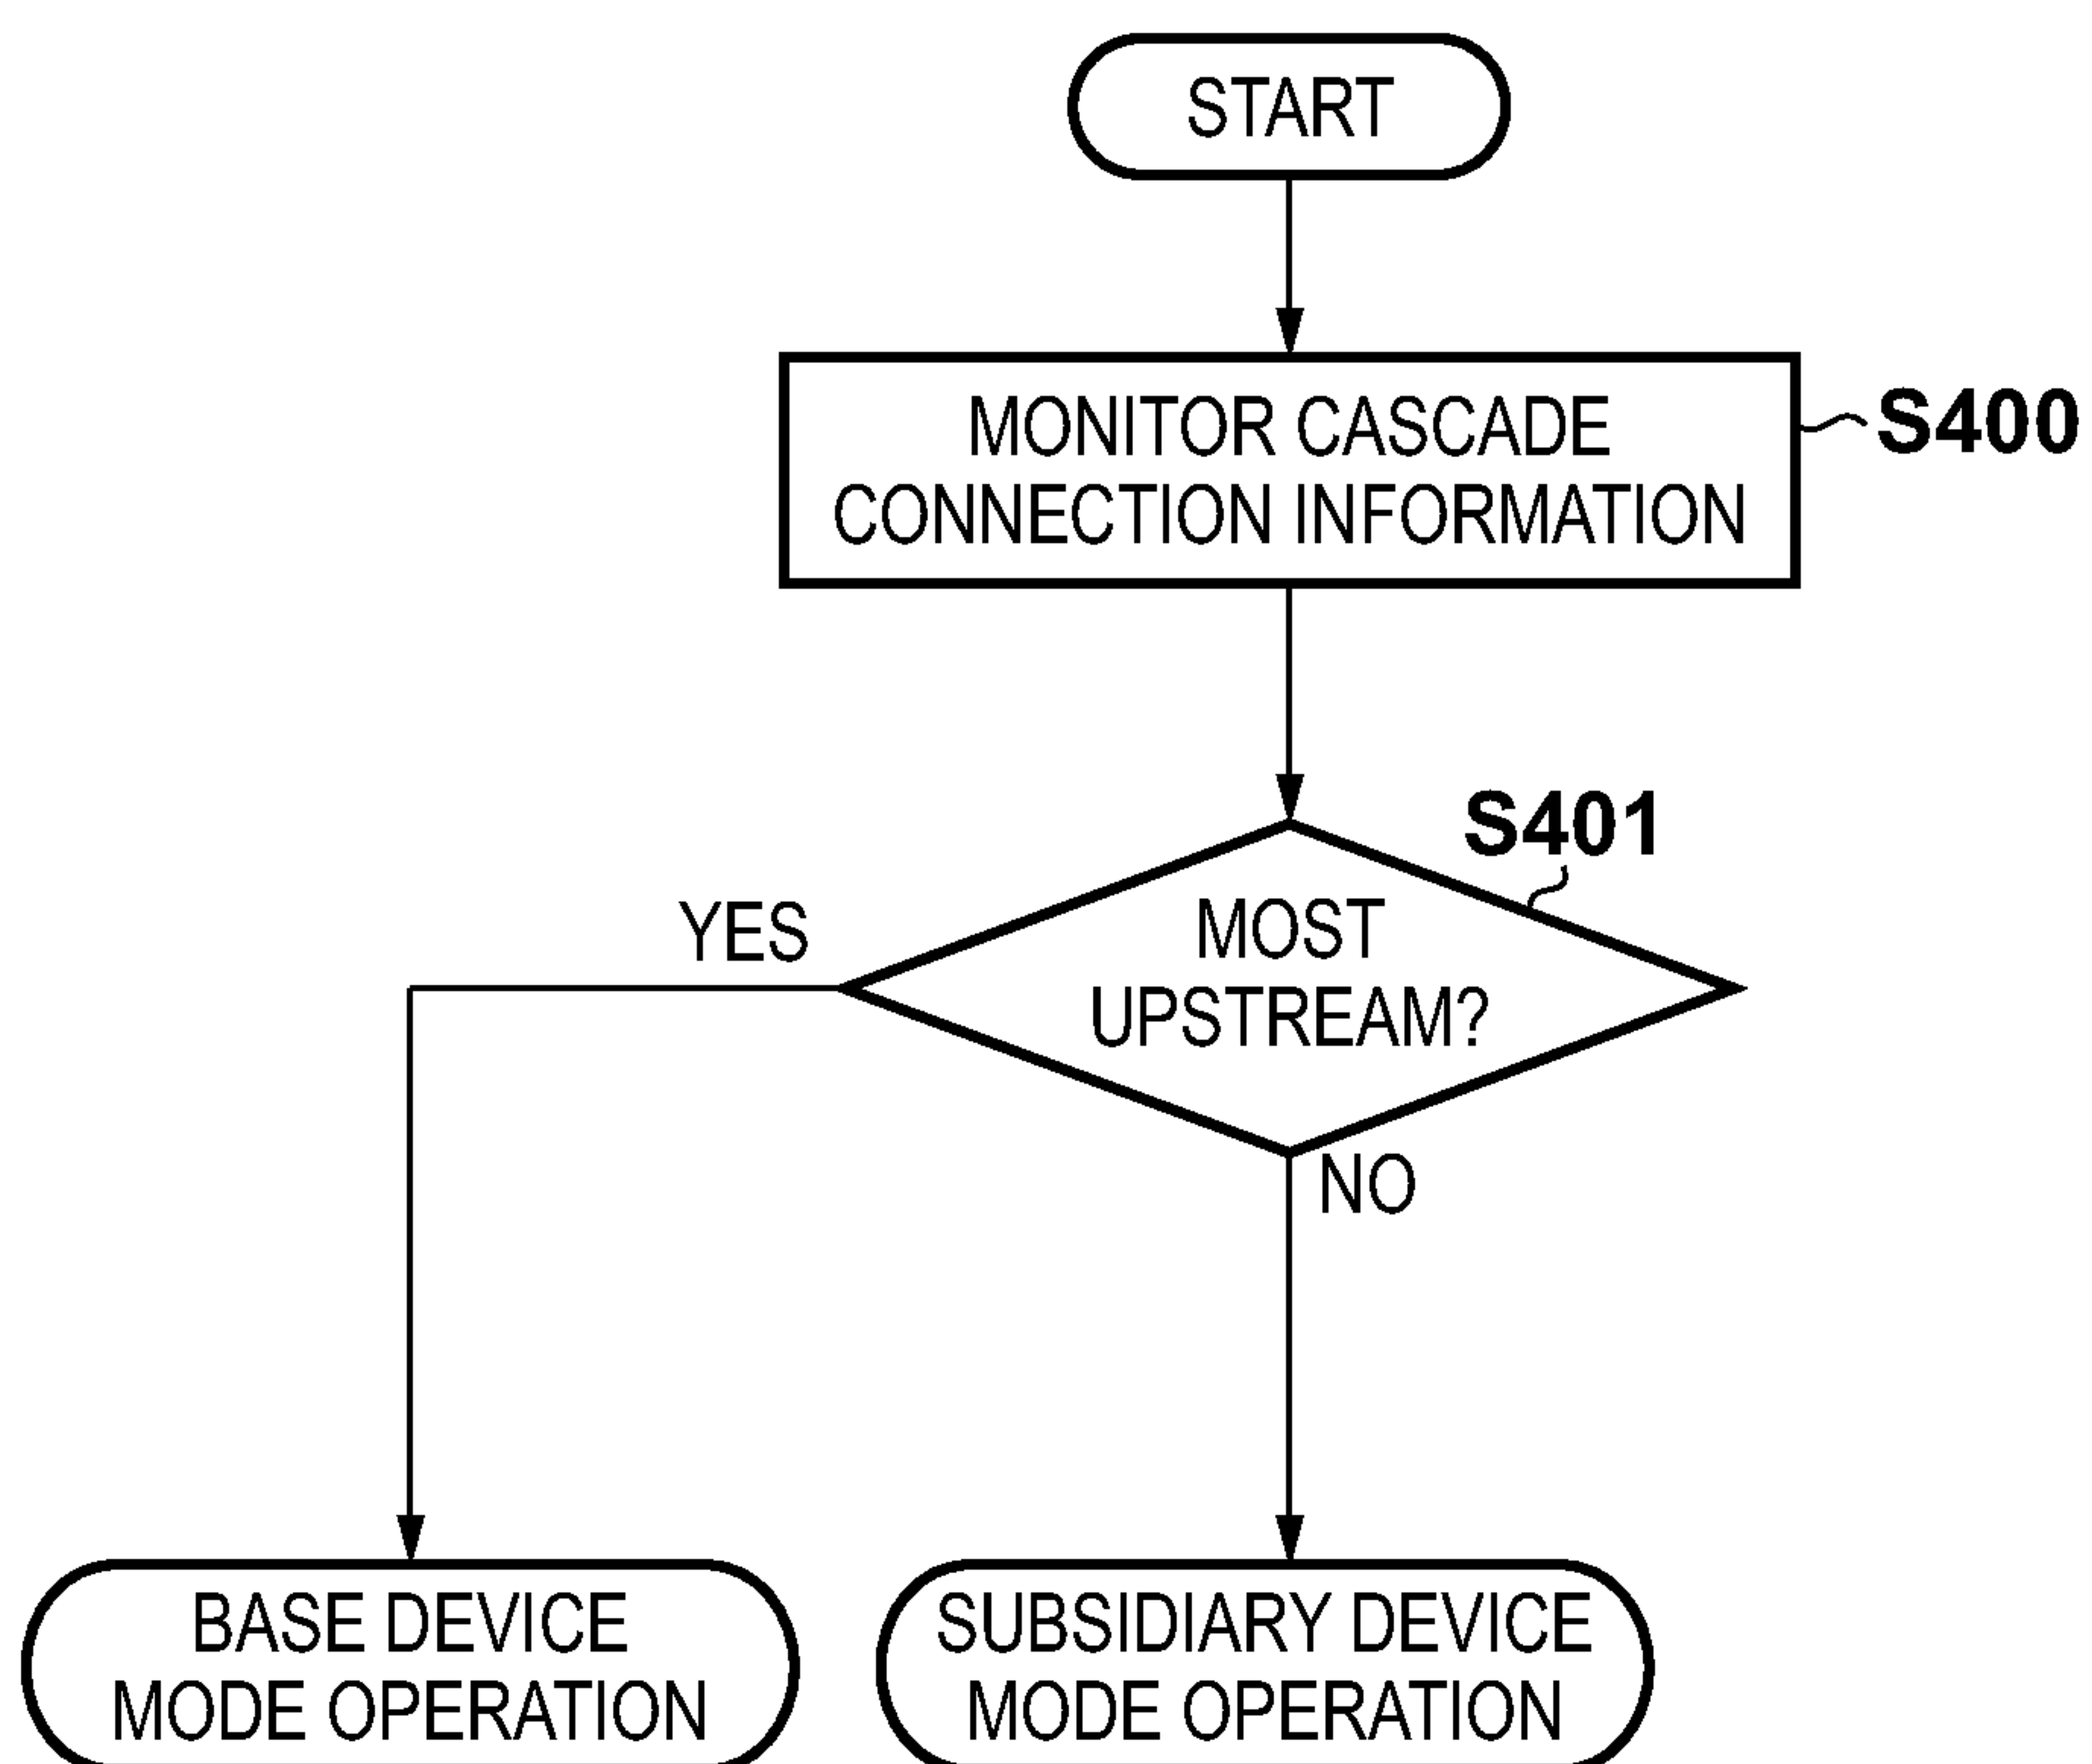 START
MONITOR CASCADE
CONNECTION INFORMATION
S400
S401
MOST
UPSTREAM?
YES
NO
BASE DEVICE
MODE OPERATION
SUBSIDIARY DEVICE
MODE OPERATION